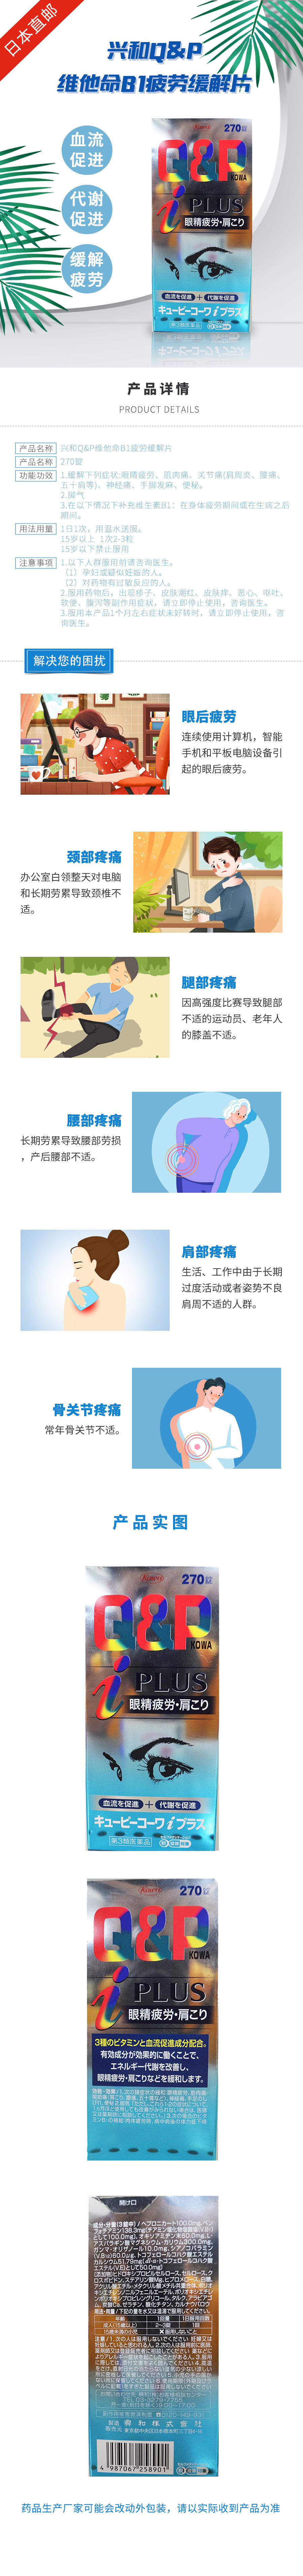 日本直邮
兴和Q&P
维他命B1疲劳缓解片
血流
促进
代谢
促进
缓解
疲劳
Kowa
270錠
Q&P
KOWA
i PLUS
眼精疲労・肩こり
血流を促進 + 代謝を促進
キューピーコーワiプラス
第3類医薬品
产品详情
PRODUCT DETAILS
产品名称 兴和Q&P维他命B1疲劳缓解片
产品名称 270锭
功能功效 1.缓解下列症状:眼睛疲劳、肌肉痛、关节痛(肩周炎、腰痛、
五十肩等)、神经痛、手脚发麻、便秘。
2.脚气
3.在以下情况下补充维生素B1：在身体疲劳期间或在生病之后
期间。
用法用量 1日1次，用温水送服。
15岁以上 1次2-3粒
15岁以下禁止服用
注意事项 1.以下人群服用前请咨询医生。
（1）孕妇或疑似妊娠的人。
（2）对药物有过敏反应的人。
2.服用药物后，出现疹子、皮肤潮红、皮肤痒、恶心、呕吐、
软便、腹泻等副作用症状，请立即停止使用，咨询医生。
3.服用本产品1个月左右症状未好转时，请立即停止使用，咨
询医生。
解决您的困扰
眼后疲劳
连续使用计算机，智能
手机和平板电脑设备引
起的眼后疲劳。
颈部疼痛
办公室白领整天对电脑
和长期劳累导致颈椎不
适。
腿部疼痛
因高强度比赛导致腿部
不适的运动员、老年人
的膝盖不适。
腰部疼痛
长期劳累导致腰部劳损
，产后腰部不适。
肩部疼痛
生活、工作中由于长期
过度活动或者姿势不良
肩周不适的人群。
骨关节疼痛
常年骨关节不适。
产品实图
Kowa
270錠
Q&P
KOWA
i PLUS
眼精疲労・肩こり
血流を促進 + 代謝を促進
キューピーコーワiプラス
第3類医薬品
Kowa
270錠
Q&P
KOWA
i PLUS
眼精疲労・肩こり
3種のビタミンと血流促進成分配合。
有効成分が効果的に働くことで、
エネルギー代謝を改善し、
眼精疲労・肩こりなどを緩和します。
開け口
4 987067 258901
药品生产厂家可能会改动外包装，请以实际收到产品为准